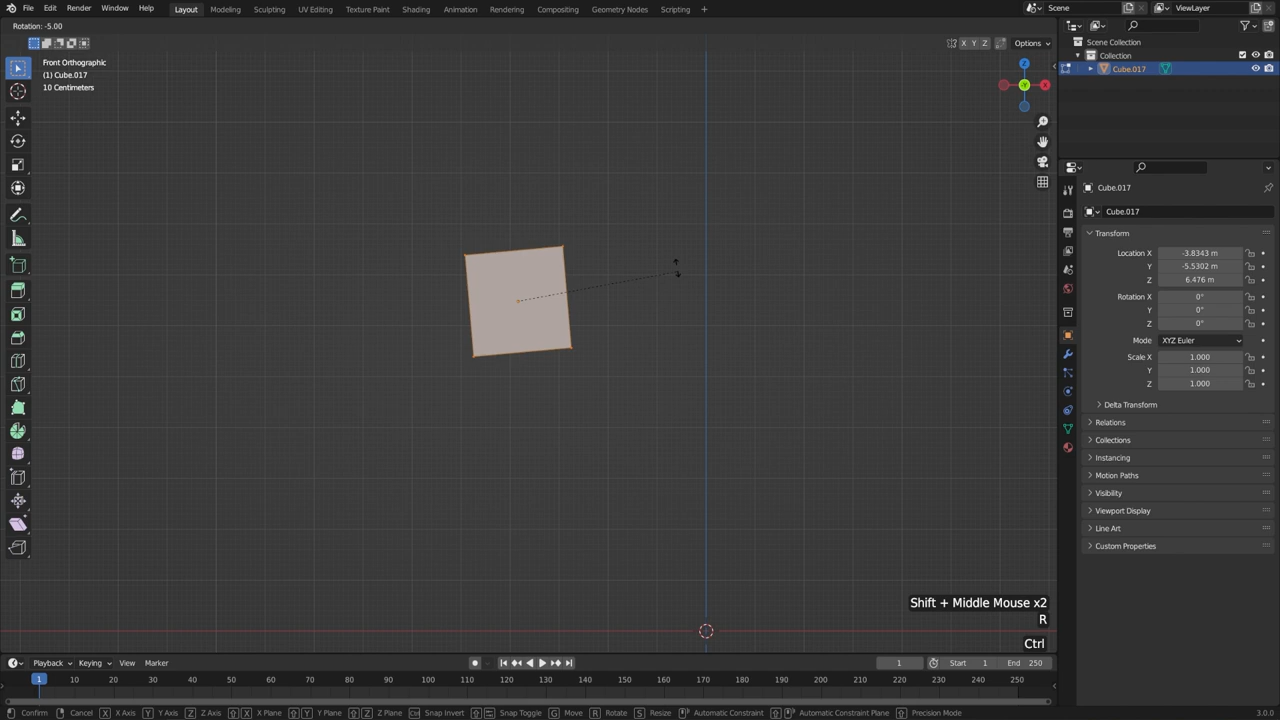 File Edit Render Window Help Layout Modeling Sculpting UV Editing Texture Paint Shading Animation Rendering Compositing Geometry Nodes Scripting + Scene ViewLayer
Rotation: -5.00
X Y Z Options
Front Orthographic
(1) Cube.017
10 Centimeters
Z
Y
X
Scene Collection
Collection
Cube.017
Cube.017
Cube.017
Transform
Location X -3.8343 m
Y -5.5302 m
Z 6.476 m
Rotation X 0°
Y 0°
Z 0°
Mode XYZ Euler
Scale X 1.000
Y 1.000
Z 1.000
Delta Transform
Relations
Collections
Instancing
Motion Paths
Visibility
Viewport Display
Line Art
Custom Properties
Shift + Middle Mouse x2
R
Ctrl
Playback Keying View Marker 1 Start 1 End 250
1 10 20 30 40 50 60 70 80 90 100 110 120 130 140 150 160 170 180 190 200 210 220 230 240 250
Confirm Cancel X X Axis Y Y Axis Z Z Axis X X Plane Y Y Plane Z Z Plane Snap Invert Snap Toggle G Move R Rotate S Resize Automatic Constraint Automatic Constraint Plane Precision Mode 3.0.0